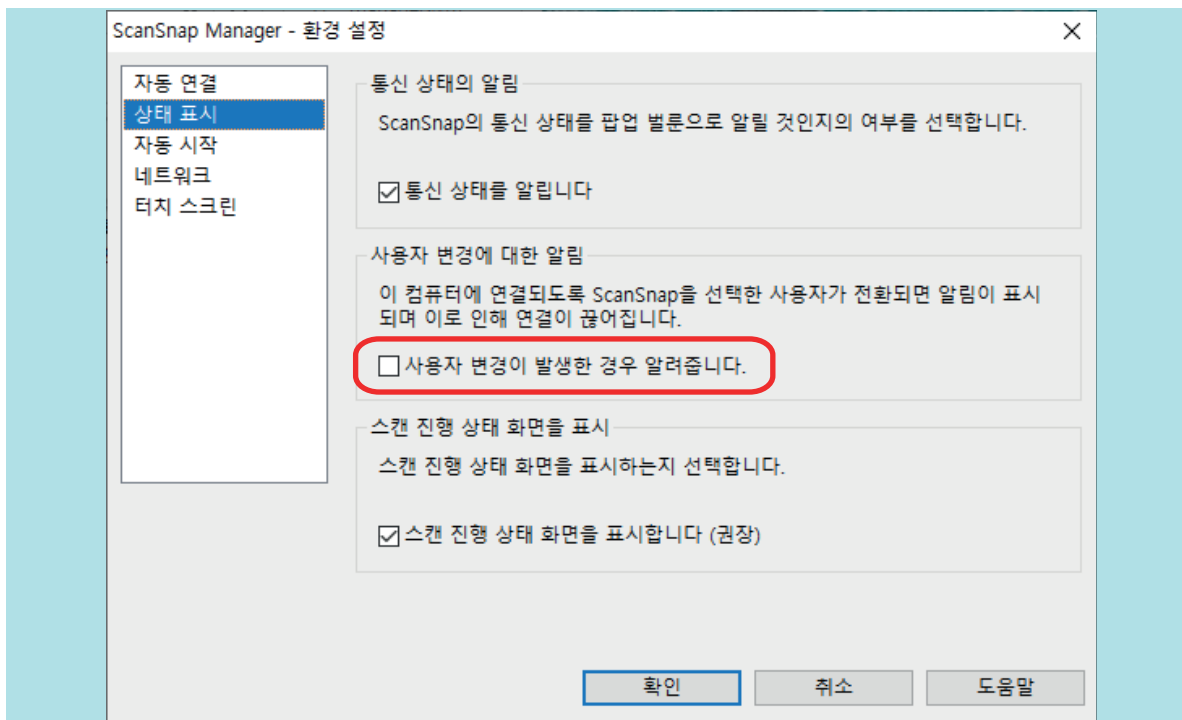 ScanSnap Manager - 환경 설정
자동 연결
상태 표시
자동 시작
네트워크
터치 스크린
통신 상태의 알림
ScanSnap의 통신 상태를 팝업 벌룬으로 알릴 것인지의 여부를 선택합니다.
통신 상태를 알립니다
사용자 변경에 대한 알림
이 컴퓨터에 연결되도록 ScanSnap을 선택한 사용자가 전환되면 알림이 표시
되며 이로 인해 연결이 끊어집니다.
사용자 변경이 발생한 경우 알려줍니다.
스캔 진행 상태 화면을 표시
스캔 진행 상태 화면을 표시하는지 선택합니다.
스캔 진행 상태 화면을 표시합니다 (권장)
확인
취소
도움말